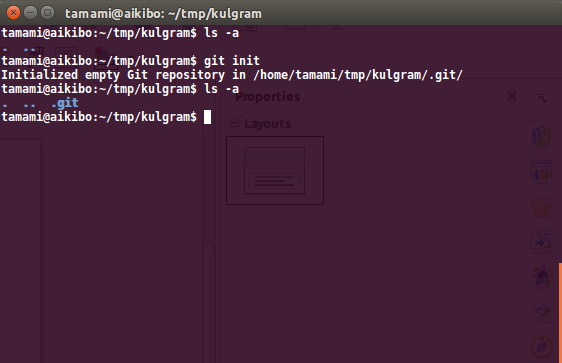 tamami@aikibo: ~/tmp/kulgram
tamami@aikibo:~/tmp/kulgram$ ls -a
.  ..
tamami@aikibo:~/tmp/kulgram$ git init
Initialized empty Git repository in /home/tamami/tmp/kulgram/.git/
tamami@aikibo:~/tmp/kulgram$ ls -a
.  ..  .git
tamami@aikibo:~/tmp/kulgram$
Properties
Layouts